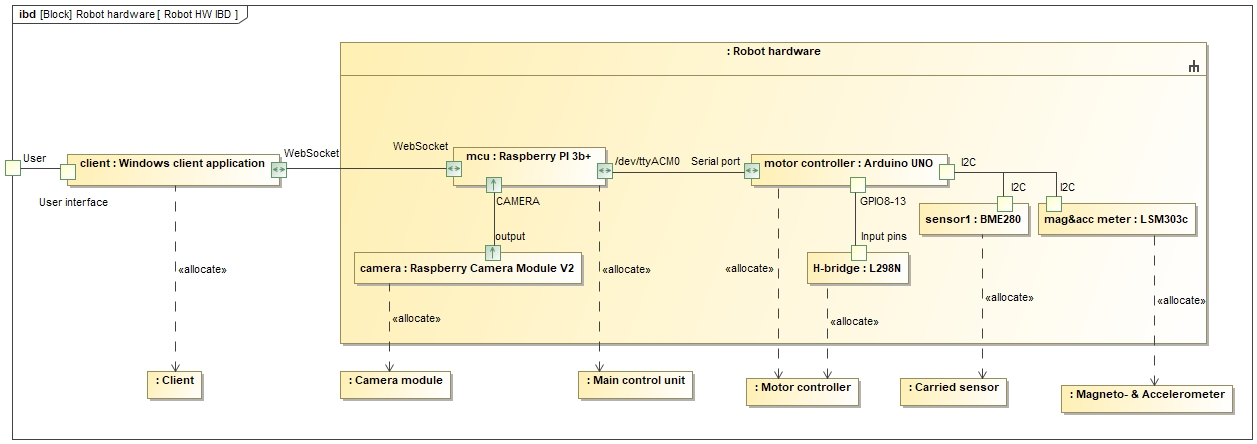 ibd [Block] Robot hardware [ Robot HW IBD ]
: Robot hardware
User
client : Windows client application
User interface
WebSocket
WebSocket
mcu : Raspberry PI 3b+
/dev/ttyACM0
Serial port
motor controller : Arduino UNO
I2C
I2C
I2C
sensor1 : BME280
mag&acc meter : LSM303c
CAMERA
output
camera : Raspberry Camera Module V2
GPIO8-13
Input pins
H-bridge : L298N
«allocate»
«allocate»
«allocate»
«allocate»
«allocate»
«allocate»
«allocate»
: Client
: Camera module
: Main control unit
: Motor controller
: Carried sensor
: Magneto- & Accelerometer